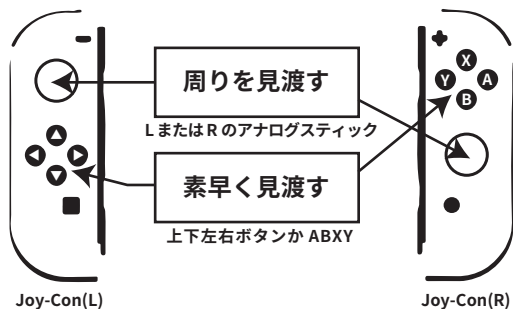 周りを見渡す
LまたはRのアナログスティック
素早く見渡す
上下左右ボタンか ABXY
X
Y
A
B
Joy-Con(L)
Joy-Con(R)